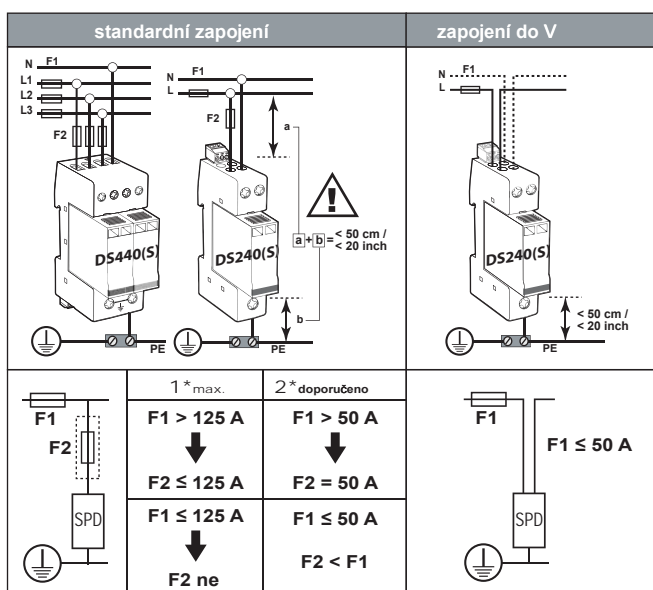 standardní zapojení
zapojení do V
N F1
L1
L2
L3
F2
DS440(S)
PE
N F1
L
F2
DS240(S)
a
a + b = < 50 cm /
< 20 inch
b
PE
N F1
L
DS240(S)
< 50 cm /
< 20 inch
PE
F1
F2
SPD
1* max.
F1 > 125 A
F2 ≤ 125 A
F1 ≤ 125 A
F2 ne
2* doporučeno
F1 > 50 A
F2 = 50 A
F1 ≤ 50 A
F2 < F1
F1
F1 ≤ 50 A
SPD